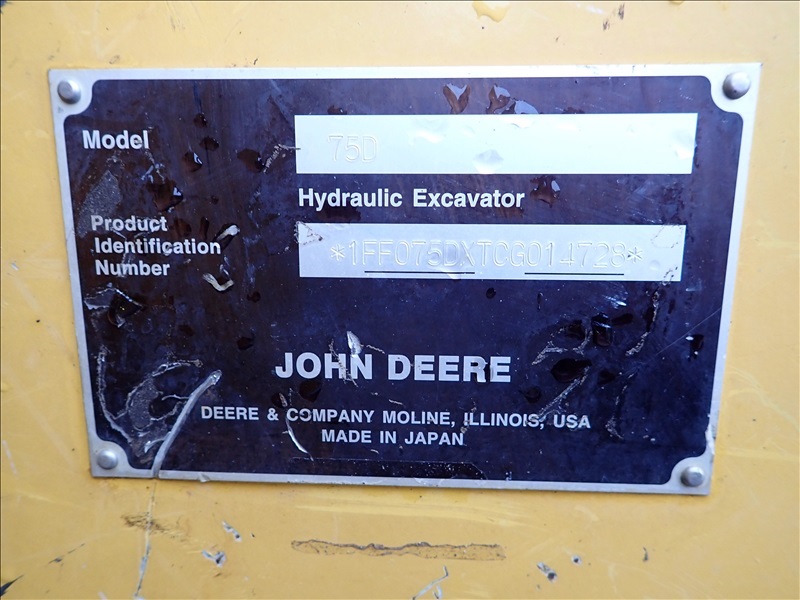 Model 75D
Hydraulic Excavator
Product
Identification
Number
*1FF075DXTCG014728*
JOHN DEERE
DEERE & COMPANY MOLINE, ILLINOIS, USA
MADE IN JAPAN